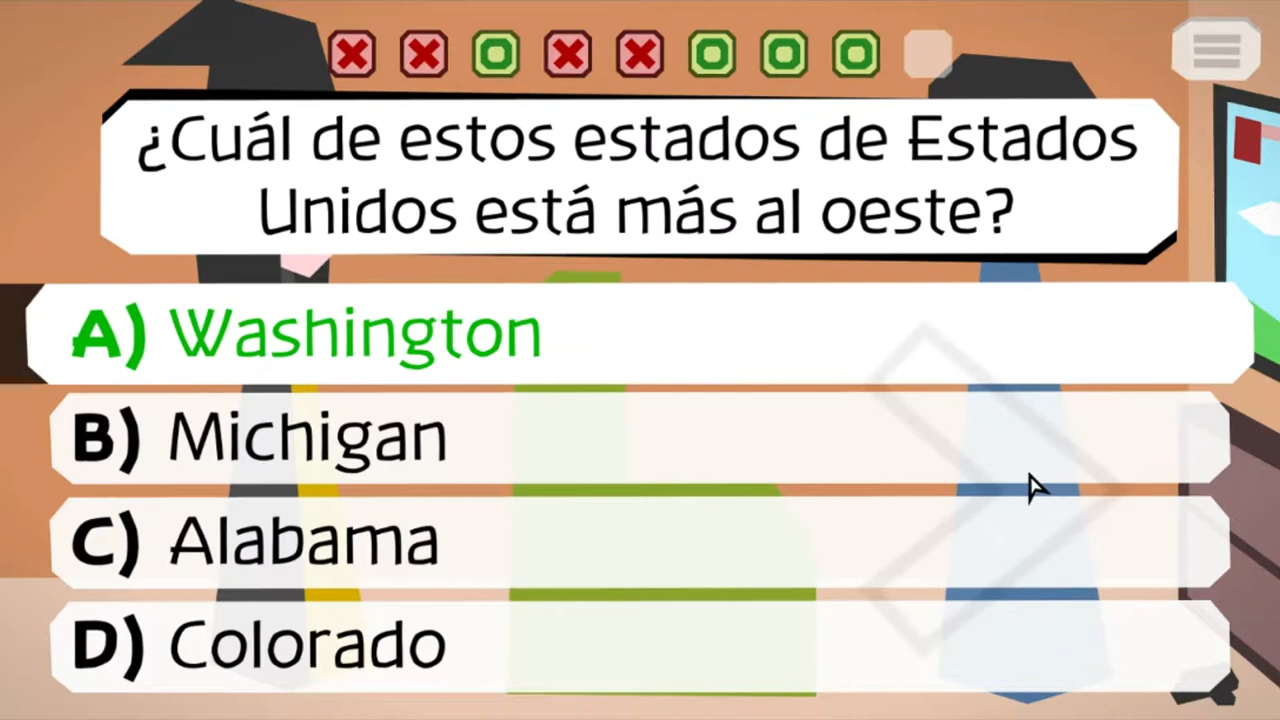 ¿Cuál de estos estados de Estados
Unidos está más al oeste?
A) Washington
B) Michigan
C) Alabama
D) Colorado